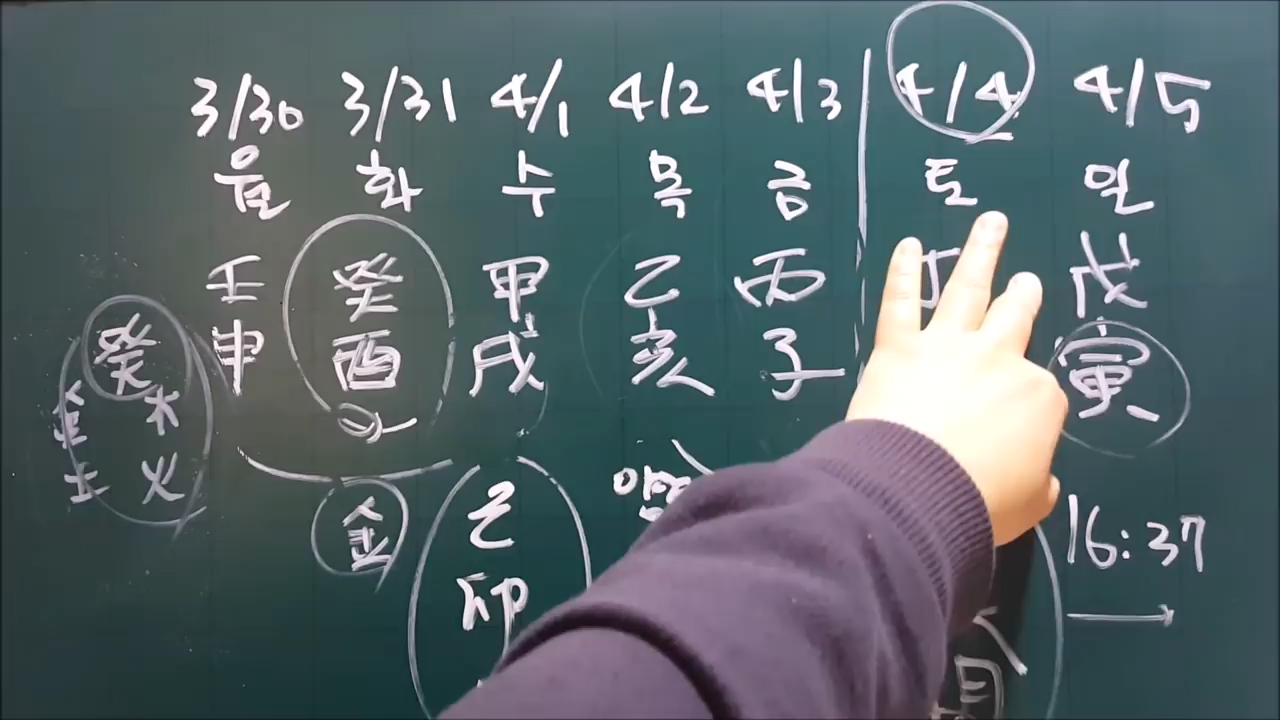 3/30 3/31 4/1 4/2 4/3 4/4 4/5
월 화 수 목 금 토 일
壬 癸 甲 乙 丙 丁 戊
申 酉 戌 亥 子 寅
癸
金 木
土 火
金
己
卯
16:37